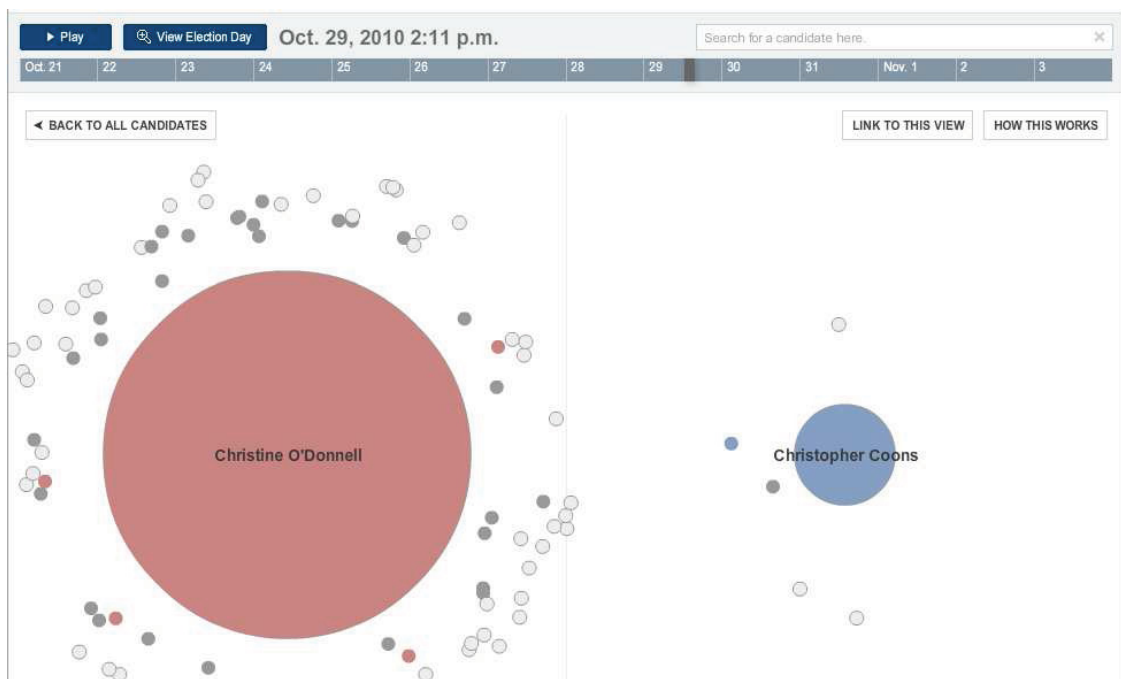 Play View Election Day Oct. 29, 2010 2:11 p.m. Search for a candidate here.
Oct. 21 22 23 24 25 26 27 28 29 30 31 Nov. 1 2 3
BACK TO ALL CANDIDATES LINK TO THIS VIEW HOW THIS WORKS
Christine O'Donnell Christopher Coons